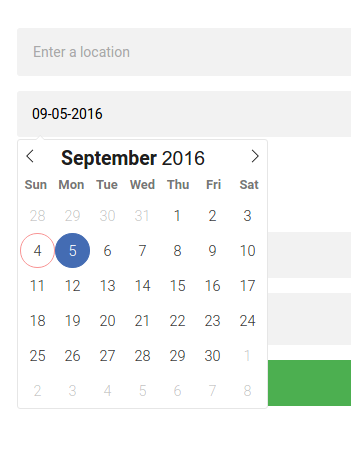 Enter a location
09-05-2016
September 2016
Sun Mon Tue Wed Thu Fri Sat
28 29 30 31 1 2 3
4 5 6 7 8 9 10
11 12 13 14 15 16 17
18 19 20 21 22 23 24
25 26 27 28 29 30 1
2 3 4 5 6 7 8